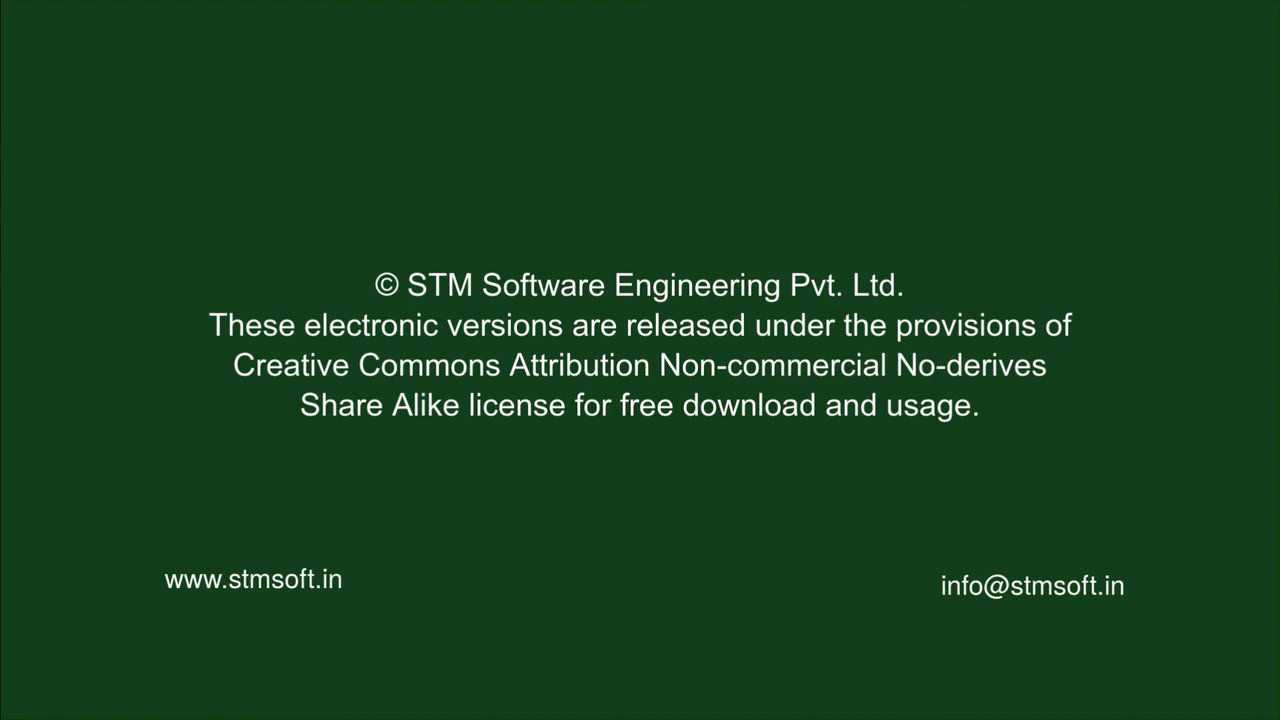 © STM Software Engineering Pvt. Ltd.
These electronic versions are released under the provisions of
Creative Commons Attribution Non-commercial No-derives
Share Alike license for free download and usage.
www.stmsoft.in
info@stmsoft.in